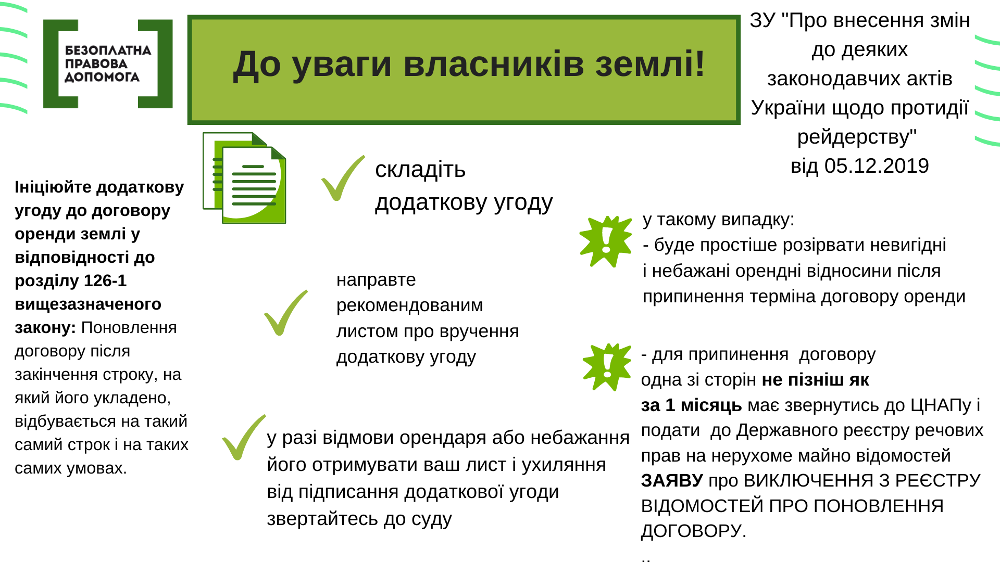 БЕЗОПЛАТНА
ПРАВОВА
ДОПОМОГА
До уваги власників землі!
ЗУ "Про внесення змін
до деяких
законодавчих актів
України щодо протидії
рейдерству"
від 05.12.2019
Ініціюйте додаткову
угоду до договору
оренди землі у
відповідності до
розділу 126-1
вищезазначеного
закону: Поновлення
договору після
закінчення строку, на
який його укладено,
відбувається на такий
самий строк і на таких
самих умовах.
складіть
додаткову угоду
направте
рекомендованим
листом про вручення
додаткову угоду
у разі відмови орендаря або небажання
його отримувати ваш лист і ухиляння
від підписання додаткової угоди
звертайтесь до суду
у такому випадку:
- буде простіше розірвати невигідні
і небажані орендні відносини після
припинення терміна договору оренди
- для припинення  договору
одна зі сторін не пізніш як
за 1 місяць має звернутись до ЦНАПу і
подати  до Державного реєстру речових
прав на нерухоме майно відомостей
ЗАЯВУ про ВИКЛЮЧЕННЯ З РЕЄСТРУ
ВІДОМОСТЕЙ ПРО ПОНОВЛЕННЯ
ДОГОВОРУ.